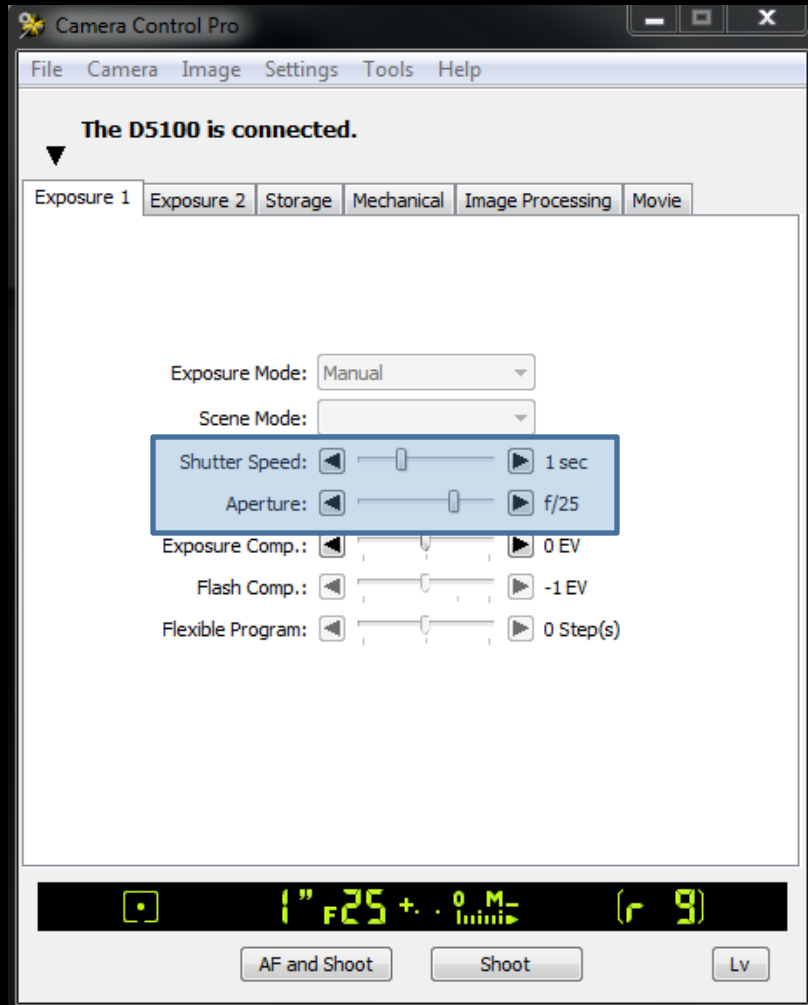 Camera Control Pro
File Camera Image Settings Tools Help
The D5100 is connected.
Exposure 1 Exposure 2 Storage Mechanical Image Processing Movie
Exposure Mode: Manual
Scene Mode:
Shutter Speed: 1 sec
Aperture: f/25
Exposure Comp.: 0 EV
Flash Comp.: -1 EV
Flexible Program: 0 Step(s)
1" F25 + . . 0 M - (r 9)
AF and Shoot Shoot Lv